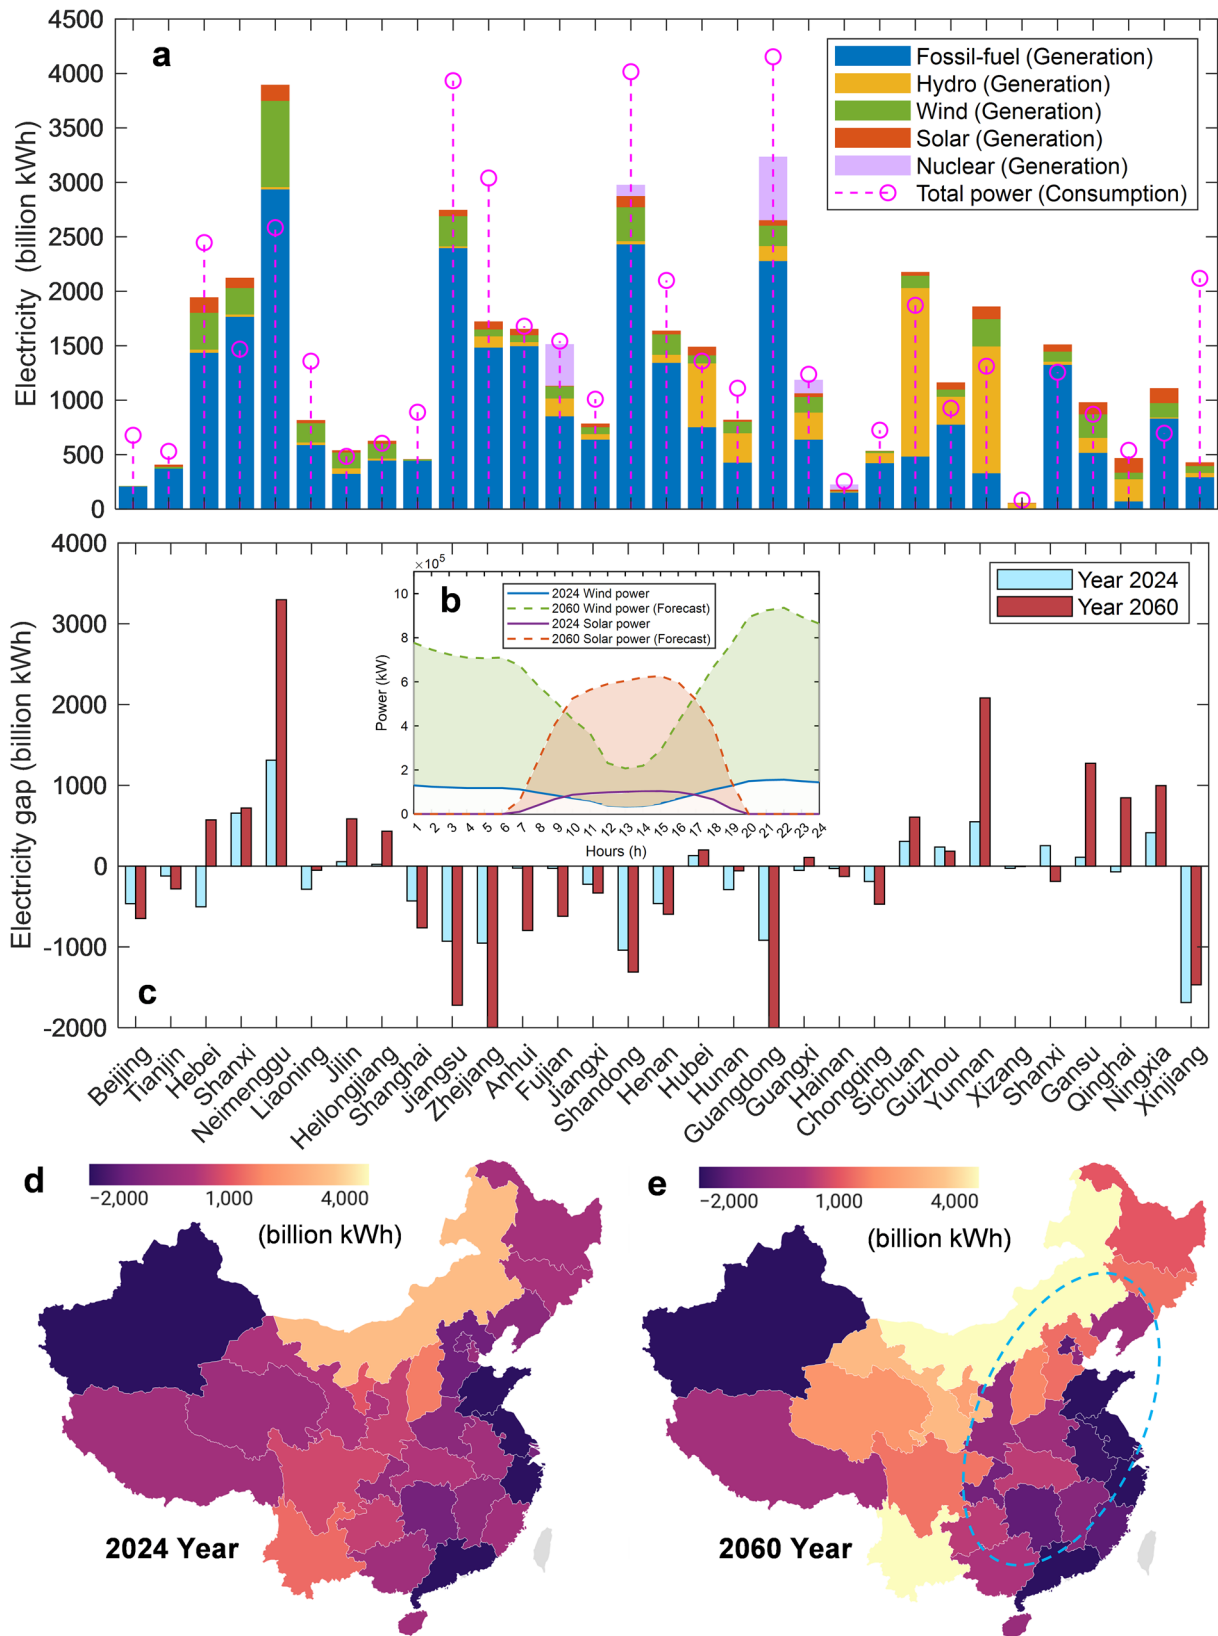 a
Electricity (billion kWh)
4500
4000
3500
3000
2500
2000
1500
1000
500
0
Fossil-fuel (Generation)
Hydro (Generation)
Wind (Generation)
Solar (Generation)
Nuclear (Generation)
Total power (Consumption)
b
×10⁵
Power (kW)
10
8
6
4
2
0
2024 Wind power
2060 Wind power (Forecast)
2024 Solar power
2060 Solar power (Forecast)
1 2 3 4 5 6 7 8 9 10 11 12 13 14 15 16 17 18 19 20 21 22 23 24
Hours (h)
c
Electricity gap (billion kWh)
4000
3000
2000
1000
0
-1000
-2000
Year 2024
Year 2060
Beijing
Tianjin
Hebei
Shanxi
Neimenggu
Liaoning
Jilin
Heilongjiang
Shanghai
Jiangsu
Zhejiang
Anhui
Fujian
Jiangxi
Shandong
Henan
Hubei
Hunan
Guangdong
Guangxi
Hainan
Chongqing
Sichuan
Guizhou
Yunnan
Xizang
Shanxi
Gansu
Qinghai
Ningxia
Xinjiang
d
−2,000 1,000 4,000
(billion kWh)
2024 Year
e
−2,000 1,000 4,000
(billion kWh)
2060 Year